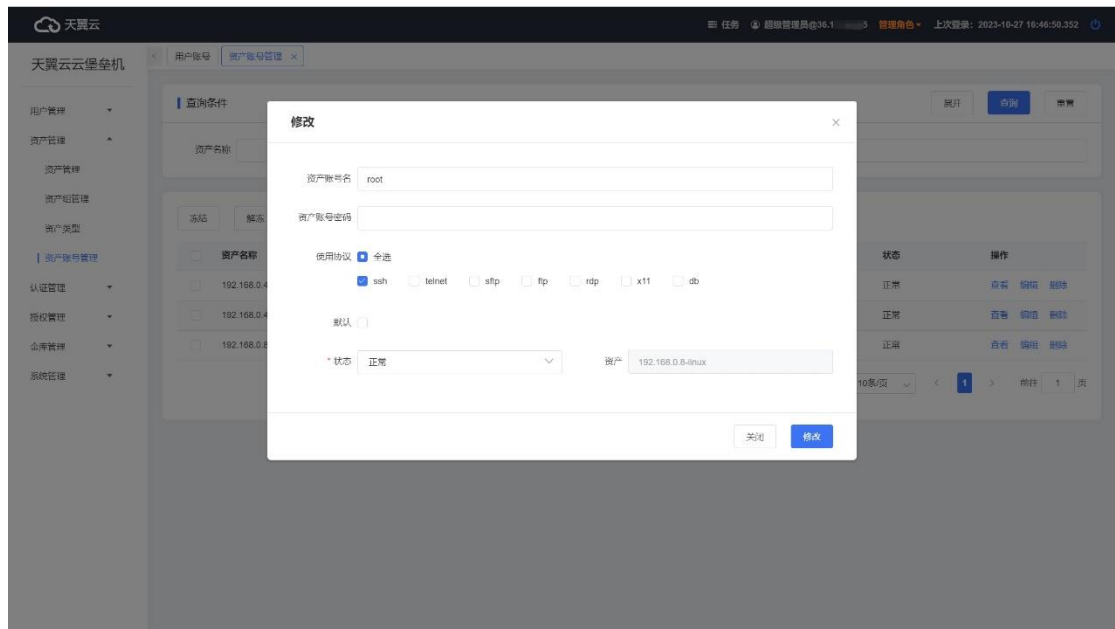 天翼云
任务 超级管理员@36.1 5 管理角色 上次登录：2023-10-27 16:46:50.352
天翼云云堡垒机
用户账号 资产账号管理 ×
用户管理
资产管理
资产管理
资产组管理
资产类型
资产账号管理
认证管理
授权管理
金库管理
系统管理
查询条件
展开 查询 重置
资产名称
冻结 解冻
资产名称 状态 操作
192.168.0.4 正常 查看 编辑 删除
192.168.0.4 正常 查看 编辑 删除
192.168.0.8 正常 查看 编辑 删除
10条/页 < 1 > 前往 1 页
修改 ×
资产账号名 root
资产账号密码
使用协议 全选
ssh telnet sftp ftp rdp x11 db
默认
* 状态 正常 资产 192.168.0.8-linux
关闭 修改